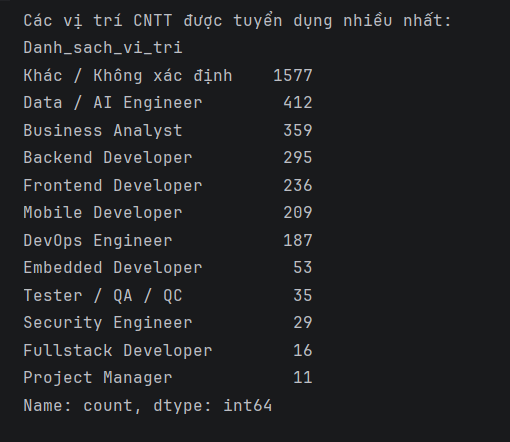 Các vị trí CNTT được tuyển dụng nhiều nhất:
Danh_sach_vi_tri
Khác / Không xác định    1577
Data / AI Engineer        412
Business Analyst          359
Backend Developer         295
Frontend Developer        236
Mobile Developer          209
DevOps Engineer           187
Embedded Developer         53
Tester / QA / QC           35
Security Engineer          29
Fullstack Developer        16
Project Manager            11
Name: count, dtype: int64